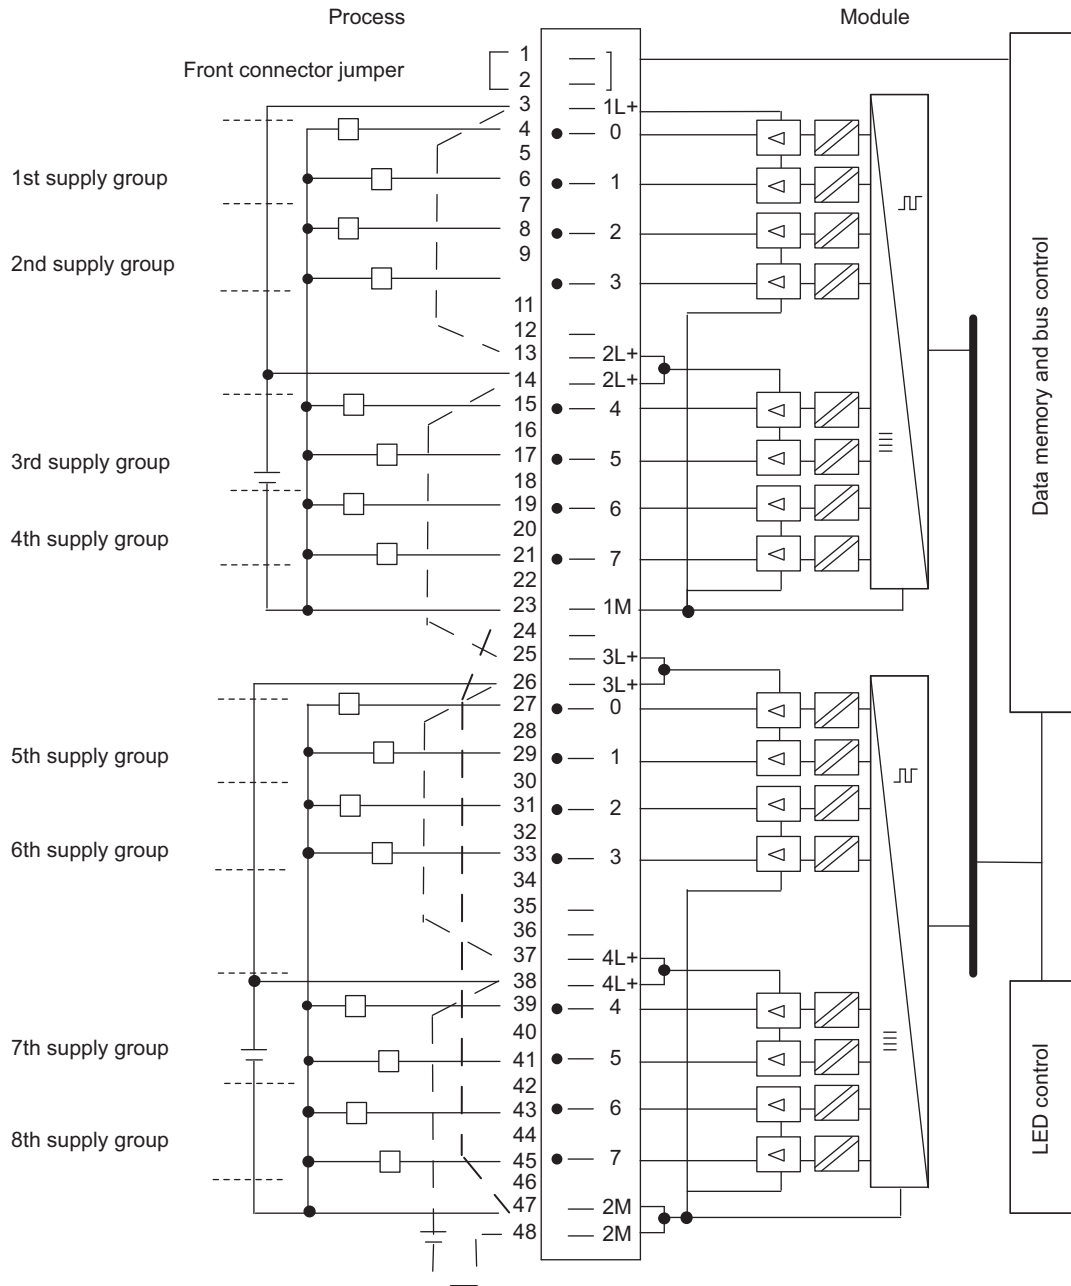 Process
Module
Front connector jumper
1
2
3 1L+
4 0
5
1st supply group
6 1
7
8 2
9
2nd supply group
3
11
12
13 2L+
14 2L+
15 4
16
17 5
3rd supply group
18
19 6
20
4th supply group
21 7
22
23 1M
24
25 3L+
26 3L+
27 0
28
29 1
5th supply group
30
31 2
32
33 3
6th supply group
34
35
36
37 4L+
38 4L+
39 4
40
41 5
7th supply group
42
43 6
44
8th supply group
45 7
46
47 2M
48 2M
Data memory and bus control
LED control